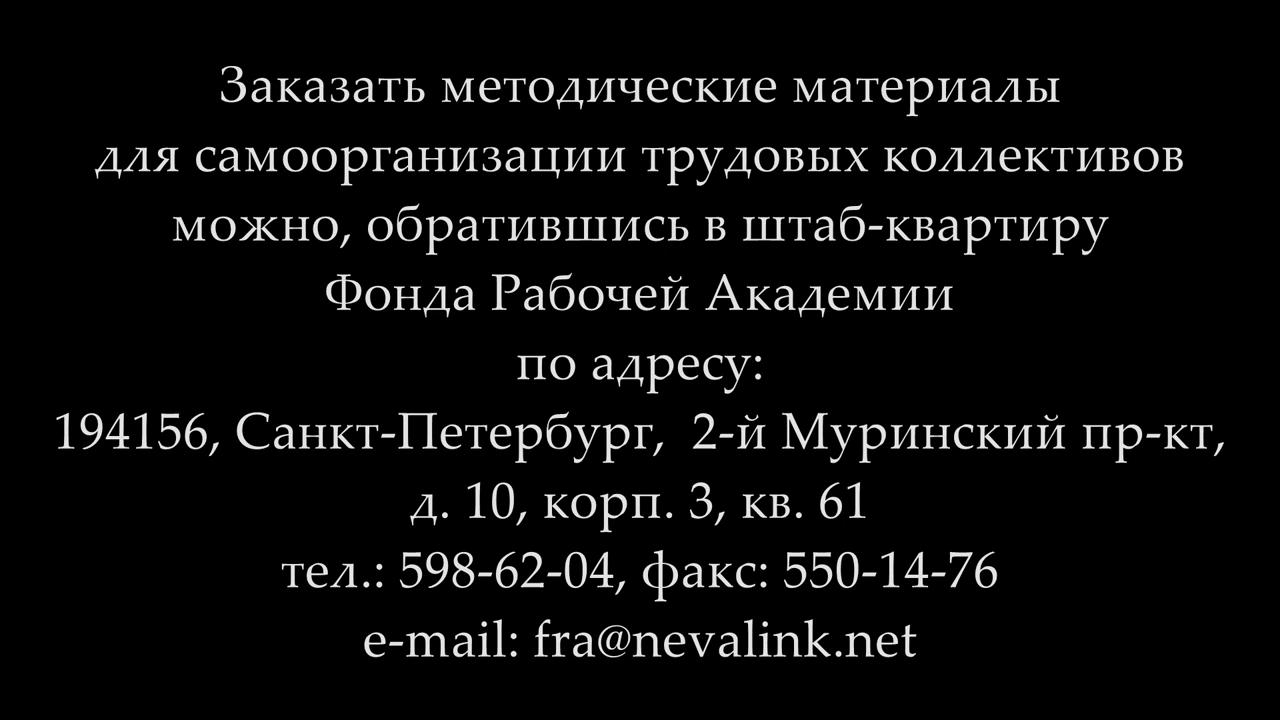 Заказать методические материалы
для самоорганизации трудовых коллективов
можно, обратившись в штаб-квартиру
Фонда Рабочей Академии
по адресу:
194156, Санкт-Петербург,  2-й Муринский пр-кт,
д. 10, корп. 3, кв. 61
тел.: 598-62-04, факс: 550-14-76
e-mail: fra@nevalink.net